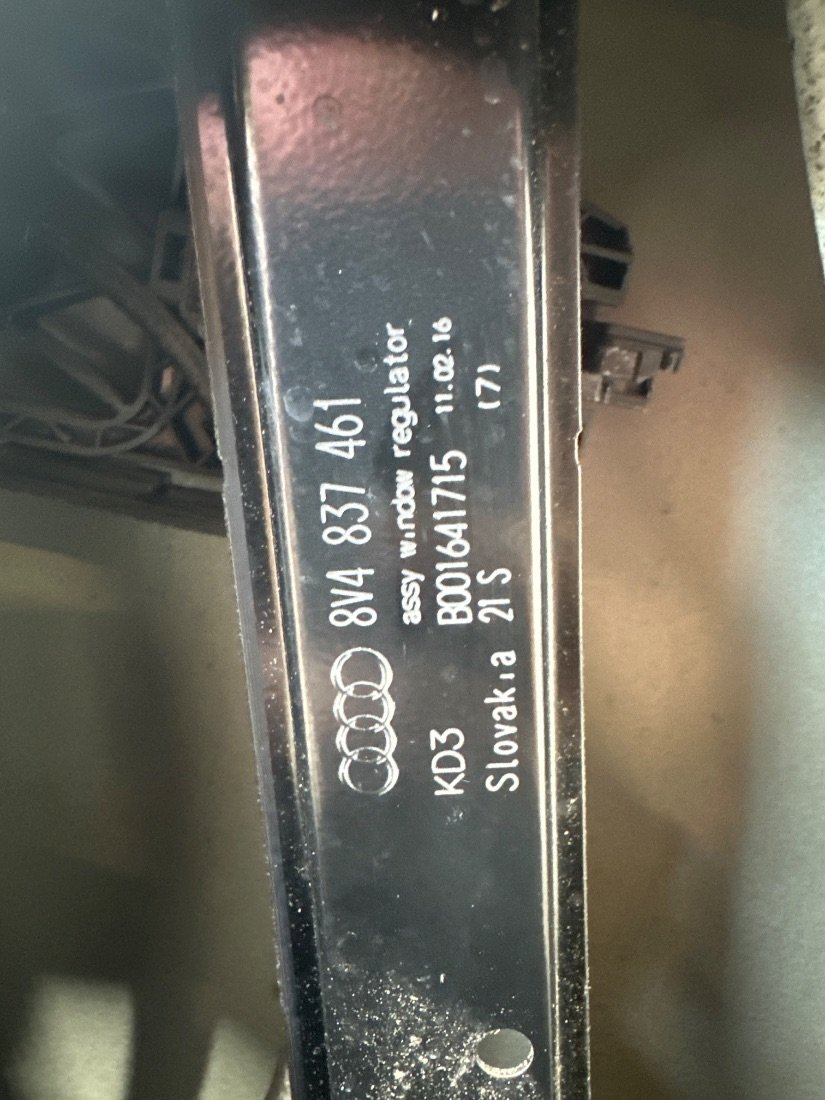 8V4 837 461
assy window regulator
KD3 B001641715 11.02.16
Slovakia 21 S (7)